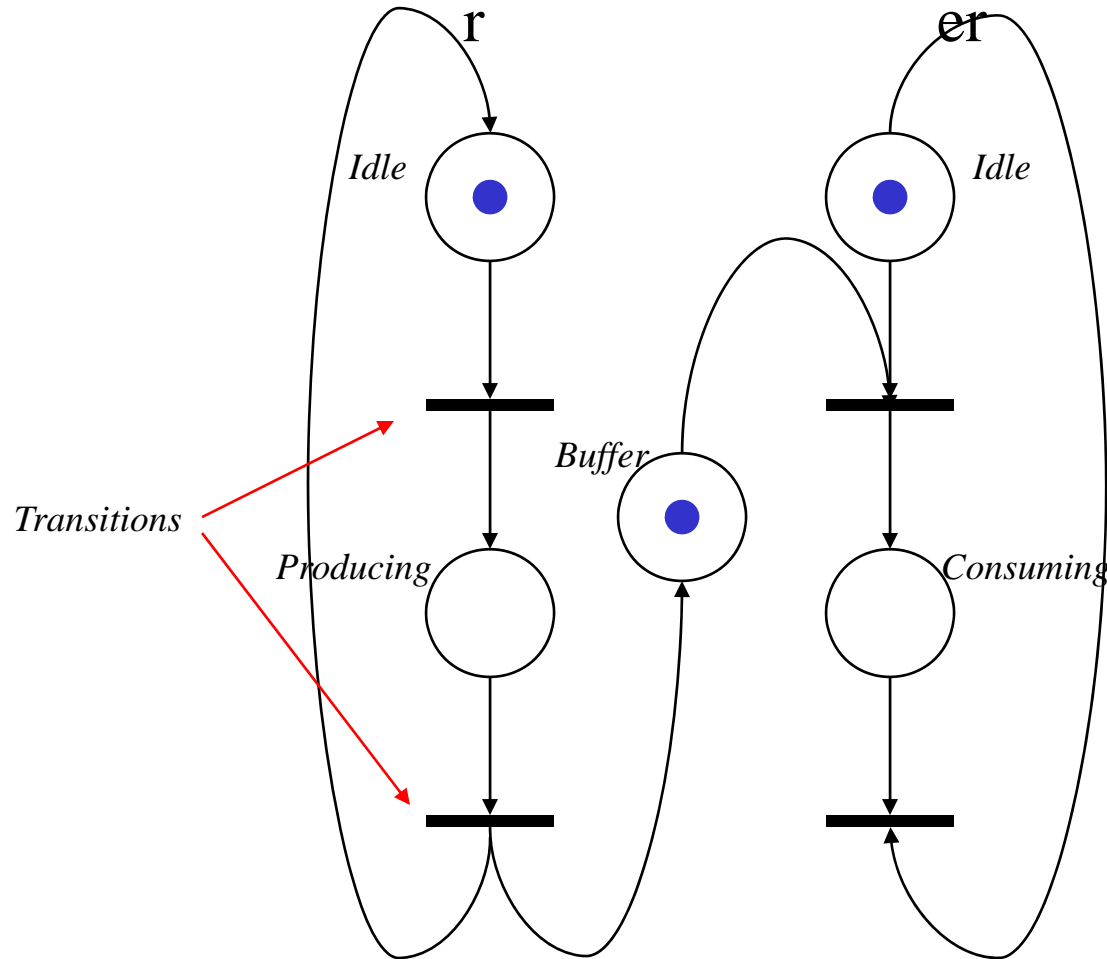 r er
Idle Idle
Buffer
Transitions
Producing Consuming